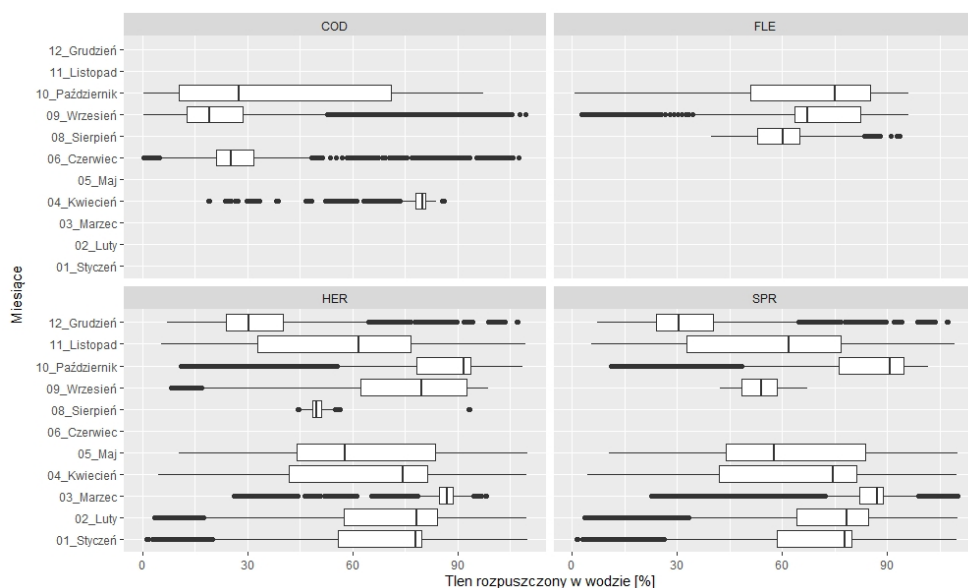 COD
FLE
12_Grudzień
11_Listopad
10_Październik
09_Wrzesień
08_Sierpień
06_Czerwiec
05_Maj
04_Kwiecień
03_Marzec
02_Luty
01_Styczeń
Miesiące
HER
SPR
12_Grudzień
11_Listopad
10_Październik
09_Wrzesień
08_Sierpień
06_Czerwiec
05_Maj
04_Kwiecień
03_Marzec
02_Luty
01_Styczeń
0 30 60 90 0 30 60 90
Tlen rozpuszczony w wodzie [%]